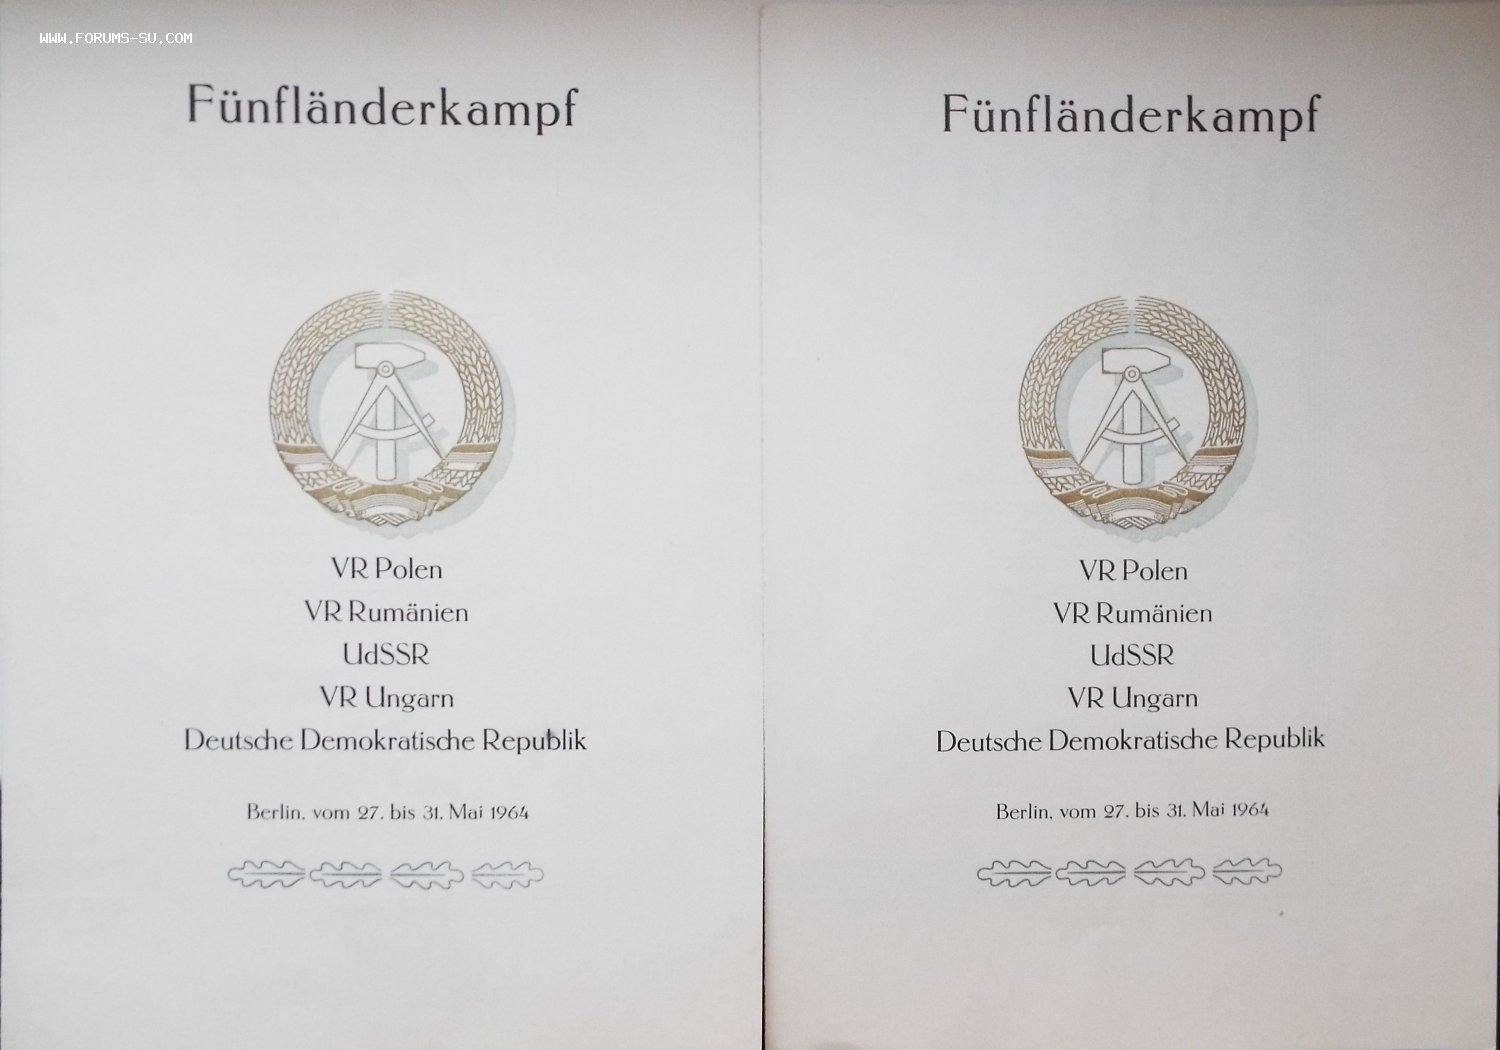 WWW.FORUMS-SU.COM
Fünfländerkampf
VR Polen
VR Rumänien
UdSSR
VR Ungarn
Deutsche Demokratische Republik
Berlin, vom 27. bis 31. Mai 1964
Fünfländerkampf
VR Polen
VR Rumänien
UdSSR
VR Ungarn
Deutsche Demokratische Republik
Berlin, vom 27. bis 31. Mai 1964